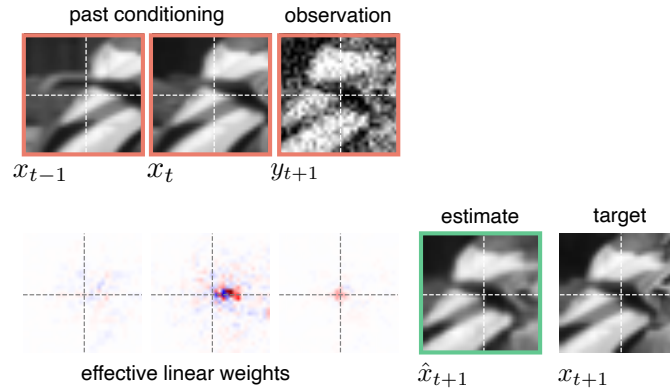 past conditioning observation
x_{t-1} x_t y_{t+1}
estimate target
effective linear weights x̂_{t+1} x_{t+1}